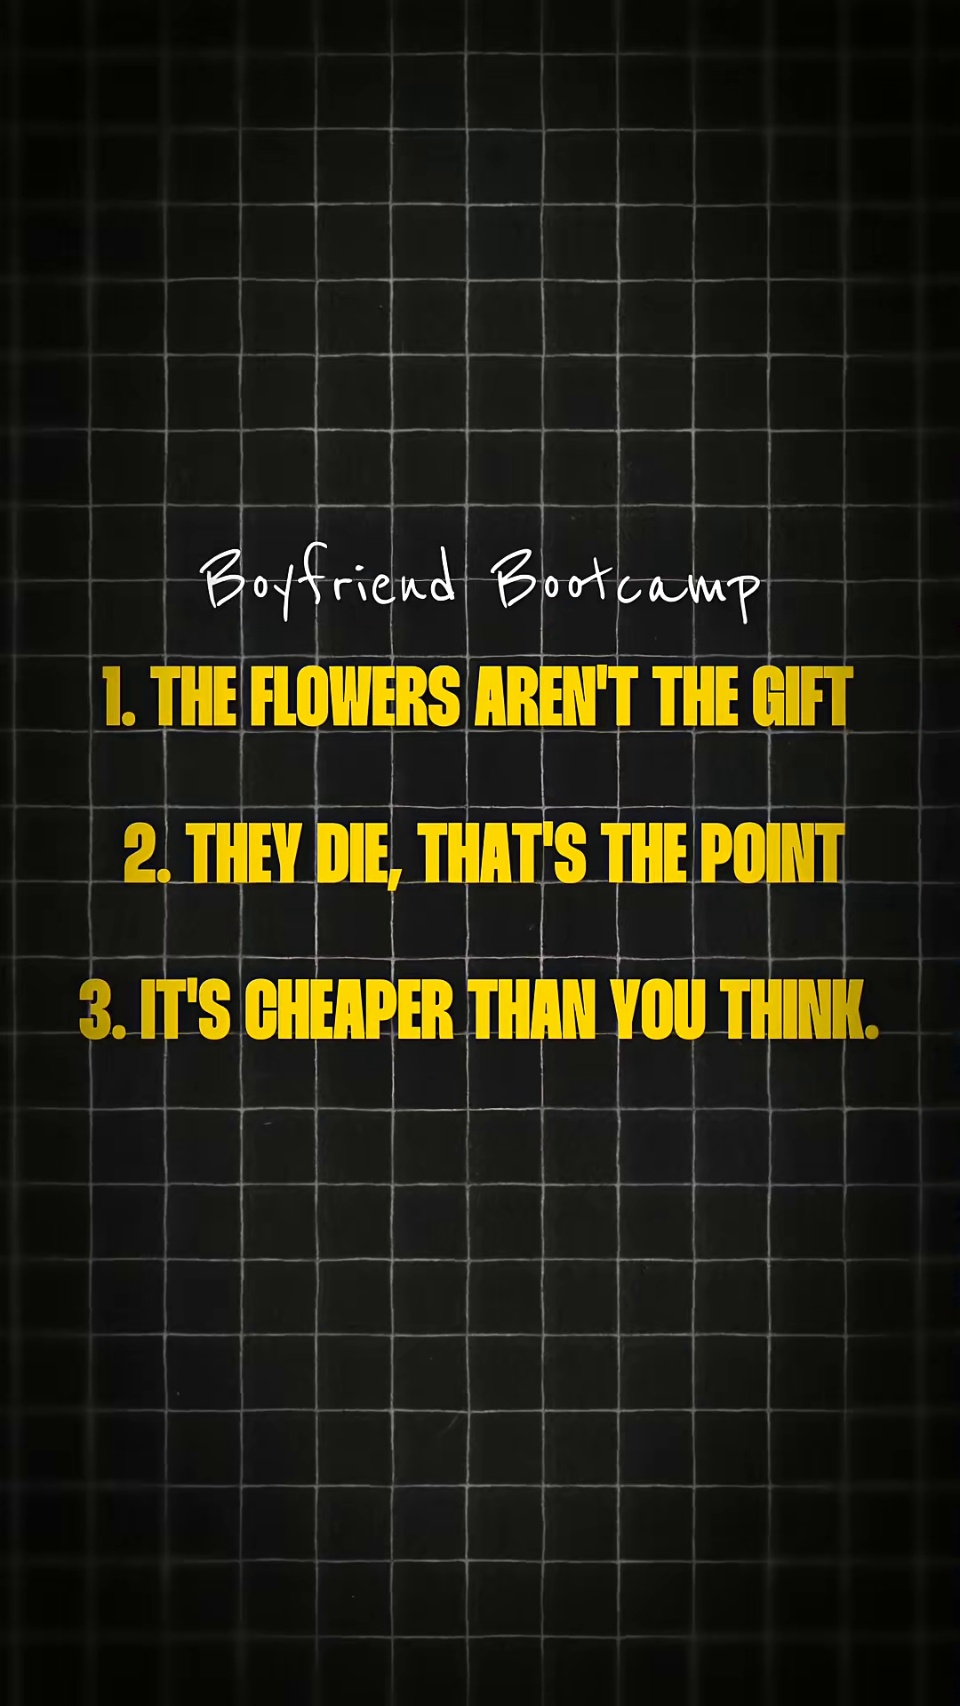 Boyfriend Bootcamp
1. THE FLOWERS AREN'T THE GIFT
2. THEY DIE, THAT'S THE POINT
3. IT'S CHEAPER THAN YOU THINK.